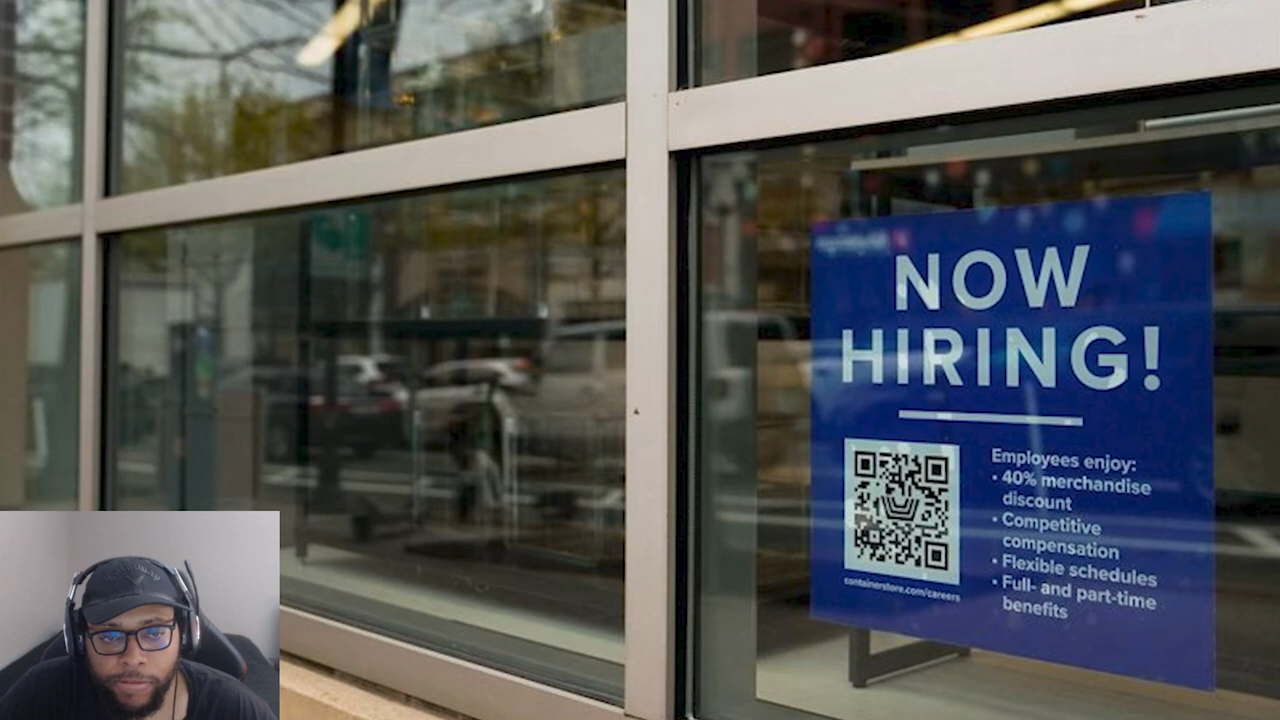 NOW
HIRING!
Employees enjoy:
• 40% merchandise
discount
• Competitive
compensation
• Flexible schedules
• Full- and part-time
benefits
containerstore.com/careers